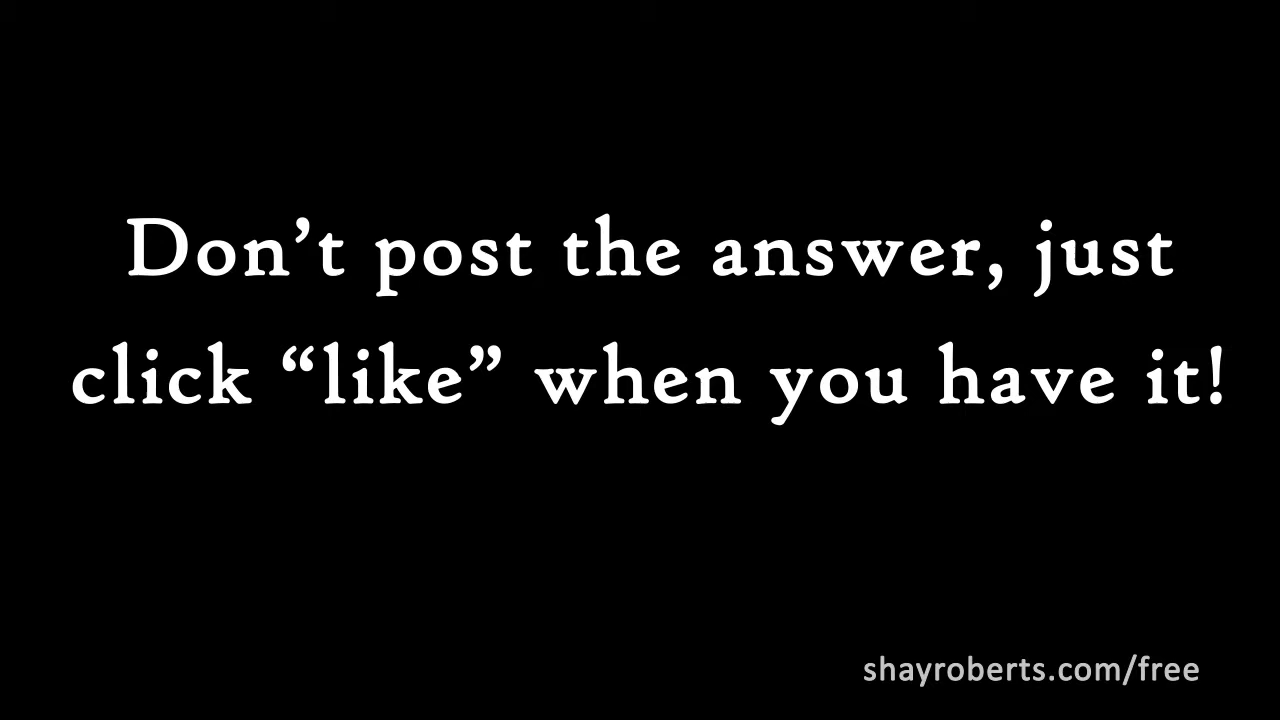 Don’t post the answer, just
click “like” when you have it!
shayroberts.com/free